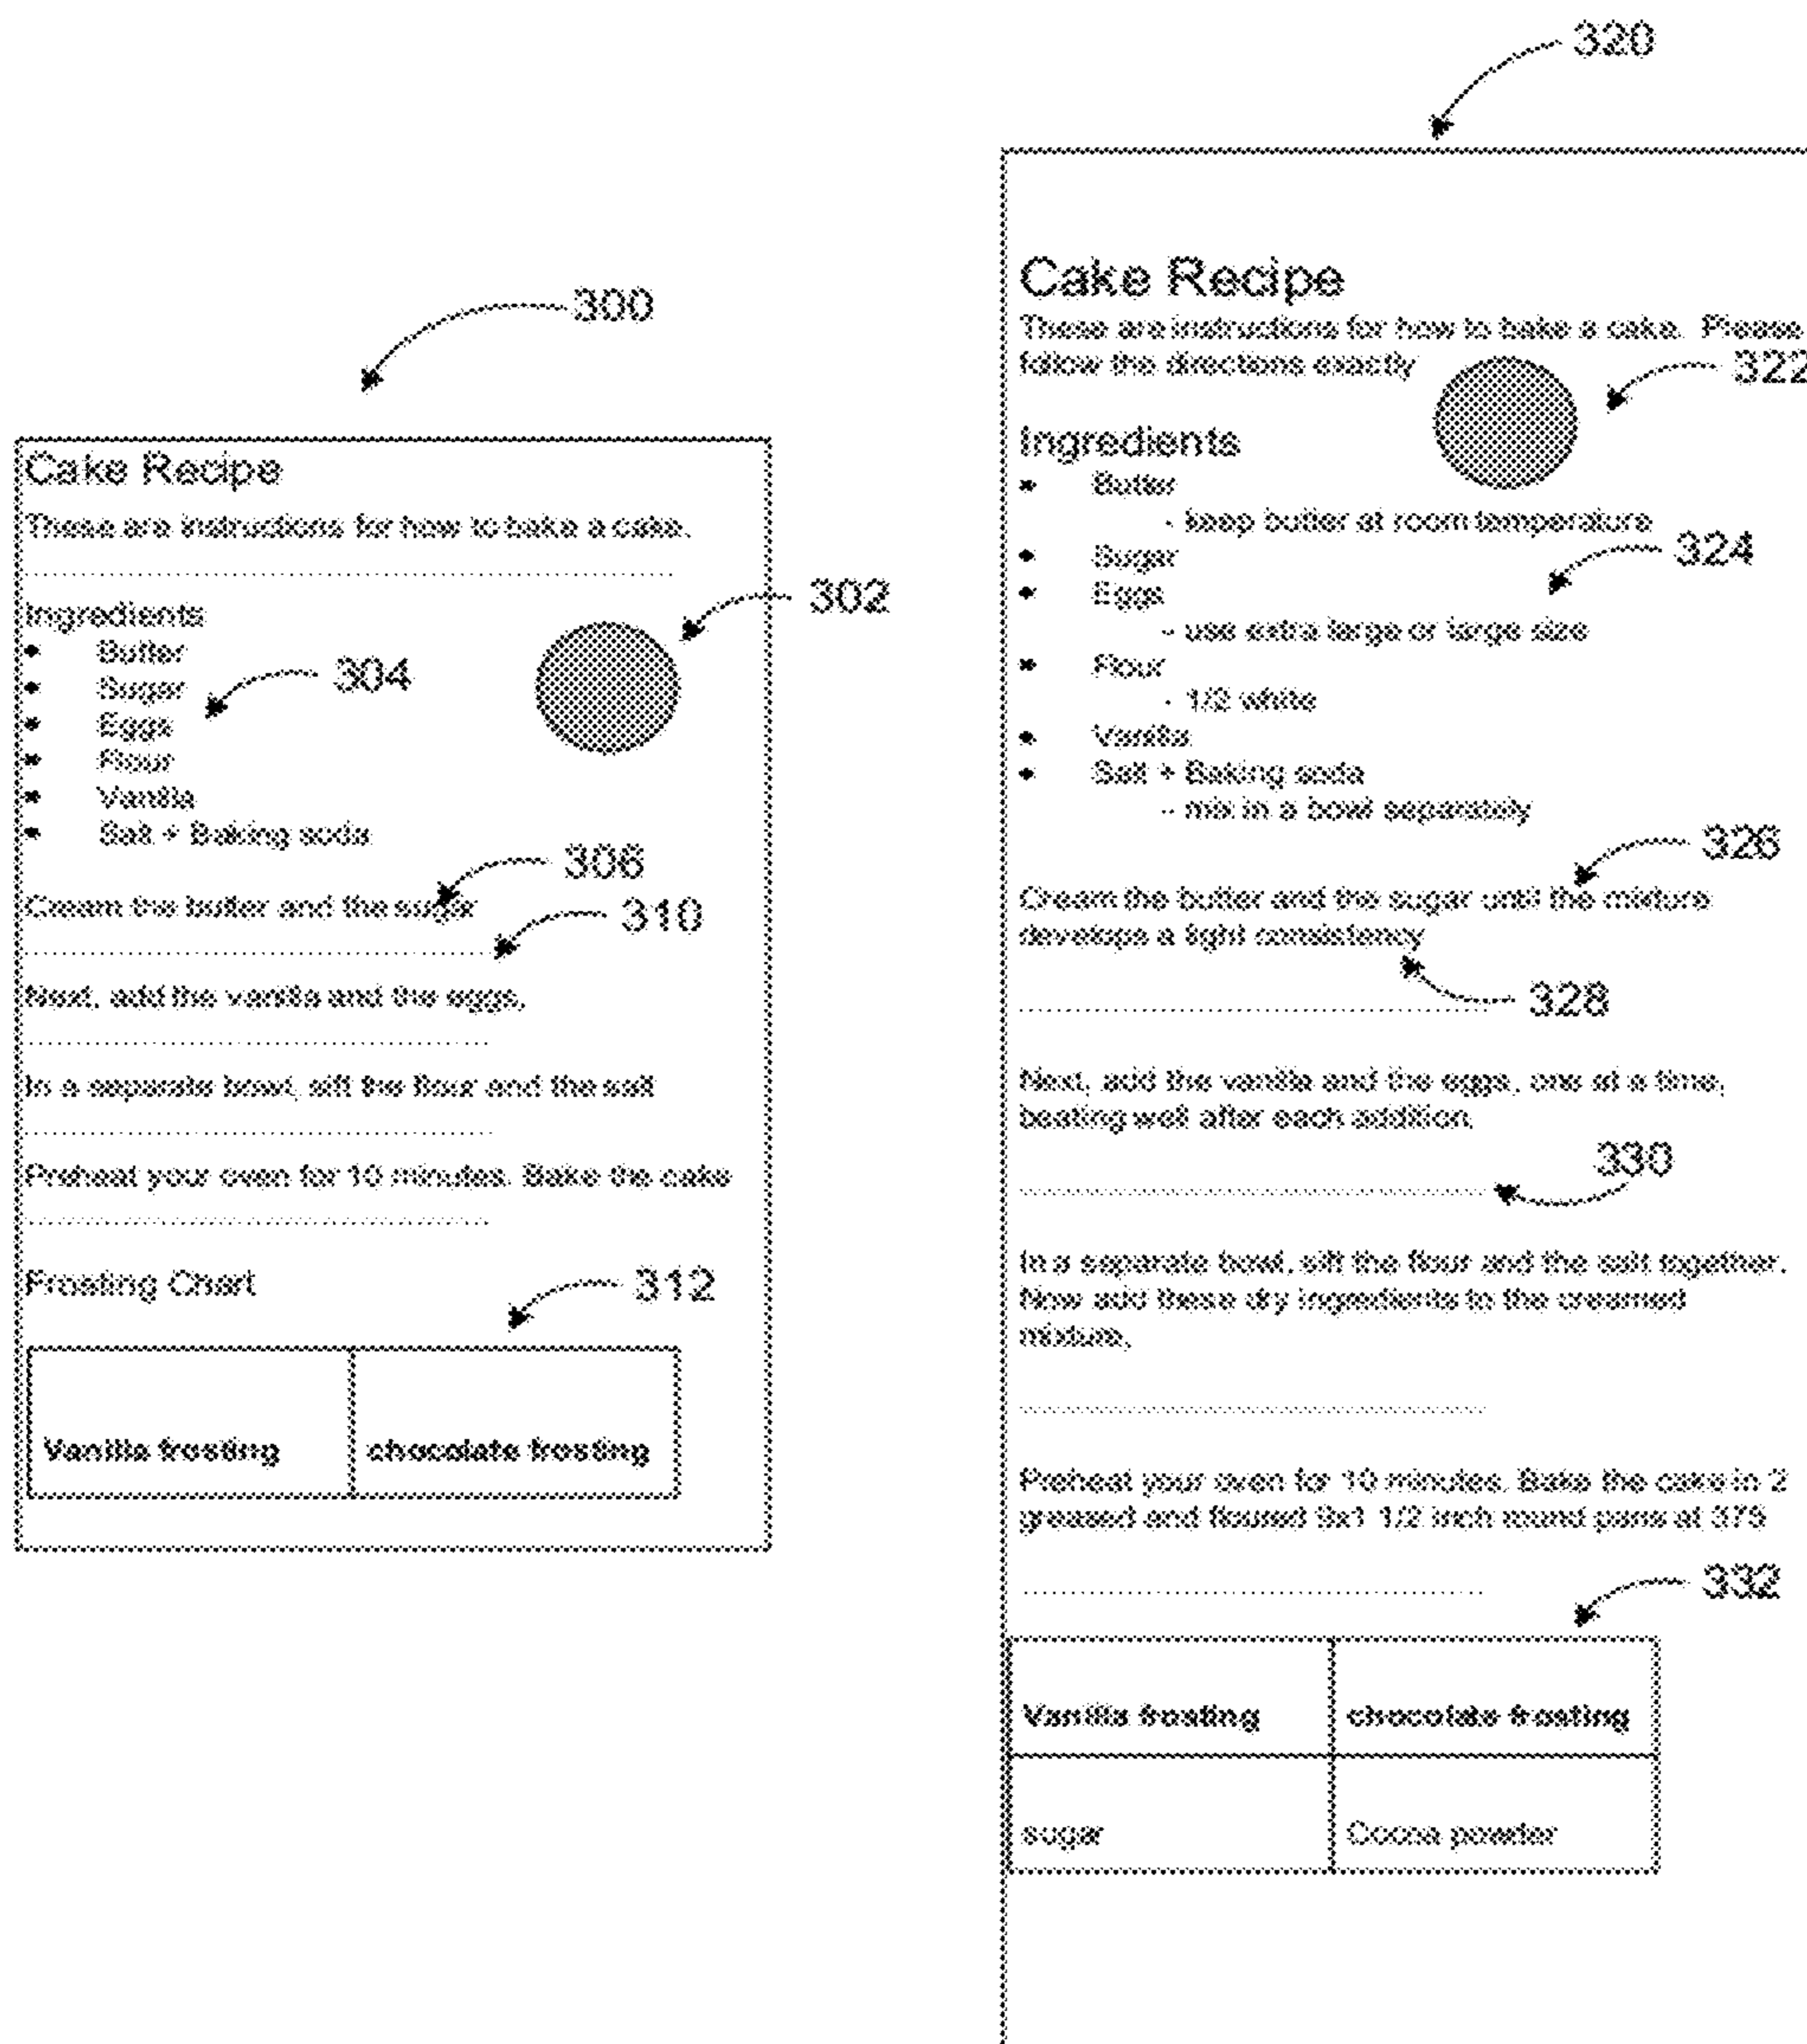 300
Cake Recipe
These are instructions for how to bake a cake.
302
Ingredients
• Butter
304
• Sugar
• Eggs
• Flour
• Vanilla
• Salt + Baking soda
306
Cream the butter and the sugar
310
Next, add the vanilla and the eggs.
In a separate bowl, sift the flour and the salt
Preheat your oven for 10 minutes. Bake the cake
Frosting Chart
312
Vanilla frosting
chocolate frosting
320
Cake Recipe
These are instructions for how to bake a cake. Please
follow the directions exactly
322
Ingredients
• Butter
- keep butter at room temperature
324
• Sugar
• Eggs
- use extra large or large size
• Flour
- 1/2 white
• Vanilla
• Salt + Baking soda
- mix in a bowl separately
326
Cream the butter and the sugar until the mixture
develops a light consistency
328
Next, add the vanilla and the eggs, one at a time,
beating well after each addition.
330
In a separate bowl, sift the flour and the salt together.
Now add these dry ingredients to the creamed
mixture.
Preheat your oven for 10 minutes. Bake the cake in 2
greased and floured 9x1 1/2 inch round pans at 375
332
Vanilla frosting
chocolate frosting
sugar
Cocoa powder